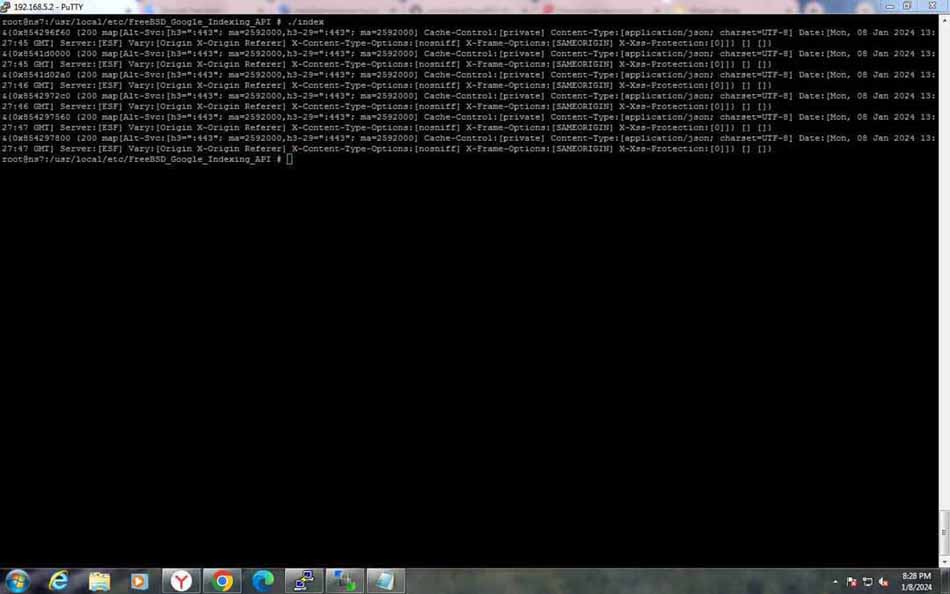 192.168.5.2 - PuTTY
root@ns7:/usr/local/etc/FreeBSD_Google_Indexing_API # ./index
&{0x854296f60 {200 map[Alt-Svc:[h3=":443"; ma=2592000,h3-29=":443"; ma=2592000] Cache-Control:[private] Content-Type:[application/json; charset=UTF-8] Date:[Mon, 08 Jan 2024 13:
27:45 GMT] Server:[ESF] Vary:[Origin X-Origin Referer] X-Content-Type-Options:[nosniff] X-Frame-Options:[SAMEORIGIN] X-Xss-Protection:[0]]} [] []}
&{0x8541d0000 {200 map[Alt-Svc:[h3=":443"; ma=2592000,h3-29=":443"; ma=2592000] Cache-Control:[private] Content-Type:[application/json; charset=UTF-8] Date:[Mon, 08 Jan 2024 13:
27:45 GMT] Server:[ESF] Vary:[Origin X-Origin Referer] X-Content-Type-Options:[nosniff] X-Frame-Options:[SAMEORIGIN] X-Xss-Protection:[0]]} [] []}
&{0x8541d02a0 {200 map[Alt-Svc:[h3=":443"; ma=2592000,h3-29=":443"; ma=2592000] Cache-Control:[private] Content-Type:[application/json; charset=UTF-8] Date:[Mon, 08 Jan 2024 13:
27:46 GMT] Server:[ESF] Vary:[Origin X-Origin Referer] X-Content-Type-Options:[nosniff] X-Frame-Options:[SAMEORIGIN] X-Xss-Protection:[0]]} [] []}
&{0x8542972c0 {200 map[Alt-Svc:[h3=":443"; ma=2592000,h3-29=":443"; ma=2592000] Cache-Control:[private] Content-Type:[application/json; charset=UTF-8] Date:[Mon, 08 Jan 2024 13:
27:46 GMT] Server:[ESF] Vary:[Origin X-Origin Referer] X-Content-Type-Options:[nosniff] X-Frame-Options:[SAMEORIGIN] X-Xss-Protection:[0]]} [] []}
&{0x854297560 {200 map[Alt-Svc:[h3=":443"; ma=2592000,h3-29=":443"; ma=2592000] Cache-Control:[private] Content-Type:[application/json; charset=UTF-8] Date:[Mon, 08 Jan 2024 13:
27:47 GMT] Server:[ESF] Vary:[Origin X-Origin Referer] X-Content-Type-Options:[nosniff] X-Frame-Options:[SAMEORIGIN] X-Xss-Protection:[0]]} [] []}
&{0x854297800 {200 map[Alt-Svc:[h3=":443"; ma=2592000,h3-29=":443"; ma=2592000] Cache-Control:[private] Content-Type:[application/json; charset=UTF-8] Date:[Mon, 08 Jan 2024 13:
27:47 GMT] Server:[ESF] Vary:[Origin X-Origin Referer] X-Content-Type-Options:[nosniff] X-Frame-Options:[SAMEORIGIN] X-Xss-Protection:[0]]} [] []}
root@ns7:/usr/local/etc/FreeBSD_Google_Indexing_API #
8:28 PM
1/8/2024